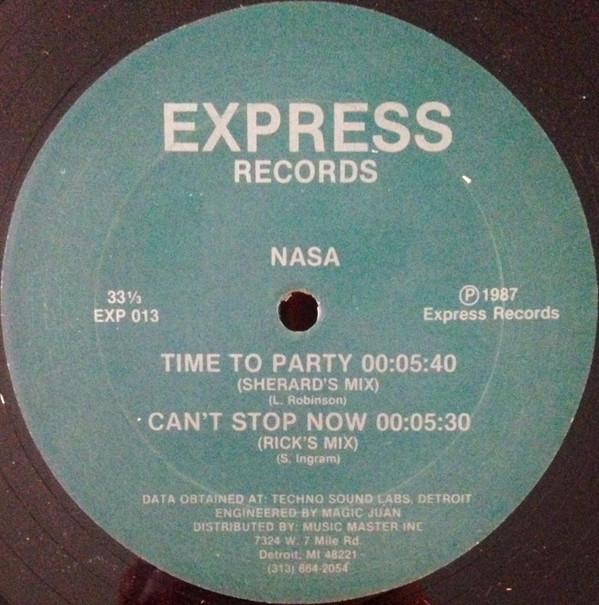 EXPRESS
RECORDS
NASA
33⅓
EXP 013
Ⓟ 1987
Express Records
TIME TO PARTY 00:05:40
(SHERARD'S MIX)
(L. Robinson)
CAN'T STOP NOW 00:05:30
(RICK'S MIX)
(S. Ingram)
DATA OBTAINED AT: TECHNO SOUND LABS, DETROIT
ENGINEERED BY MAGIC JUAN
DISTRIBUTED BY: MUSIC MASTER INC
7324 W. 7 Mile Rd.
Detroit, MI 48221
(313) 864-2054